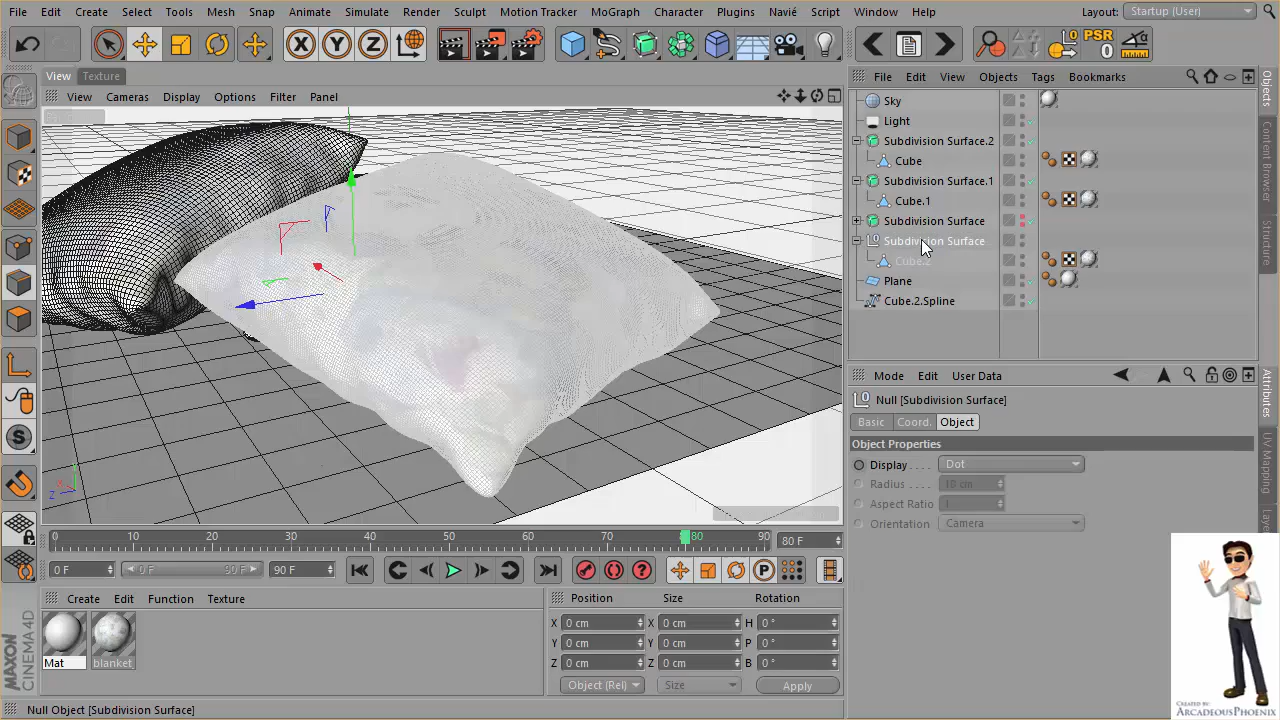 File Edit Create Select Tools Mesh Snap Animate Simulate Render Sculpt Motion Tracker MoGraph Character Plugins Navié Script Window Help Layout: Startup (User)
PSR
0
View Texture
View Cameras Display Options Filter Panel
File Edit View Objects Tags Bookmarks
Sky
Light
Subdivision Surface.2
Cube
Subdivision Surface.1
Cube.1
Subdivision Surface
Subdivision Surface
Cube.2
Plane
Cube.2.Spline
Objects
Content Browser
Structure
Mode Edit User Data
Null [Subdivision Surface]
Basic Coord. Object
Object Properties
Display Dot
Radius 10 cm
Aspect Ratio 1
Orientation Camera
Attributes
UV Mapping
Z
0 10 20 30 40 50 60 70 80 90 80 F
0 F 0 F 90 F 90 F
Create Edit Function Texture
Mat blanket
Position Size Rotation
X 0 cm X 0 cm H 0 °
Y 0 cm Y 0 cm P 0 °
Z 0 cm Z 0 cm B 0 °
Object (Rel) Size Apply
MAXON
CINEMA 4D
Null Object [Subdivision Surface]
CREATED BY:
ARCADEOUSPHOENIX